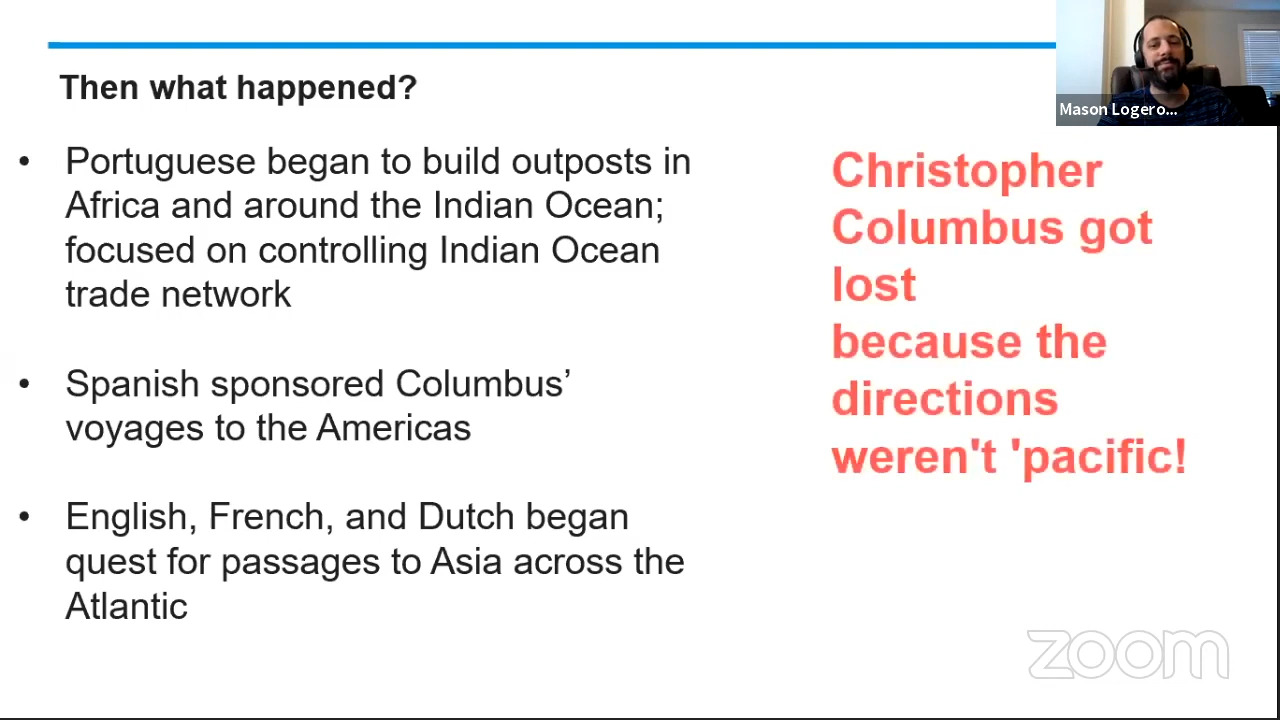 Then what happened?
• Portuguese began to build outposts in
Africa and around the Indian Ocean;
focused on controlling Indian Ocean
trade network
• Spanish sponsored Columbus’
voyages to the Americas
• English, French, and Dutch began
quest for passages to Asia across the
Atlantic
Christopher
Columbus got
lost
because the
directions
weren't 'pacific!
Mason Logero...
zoom